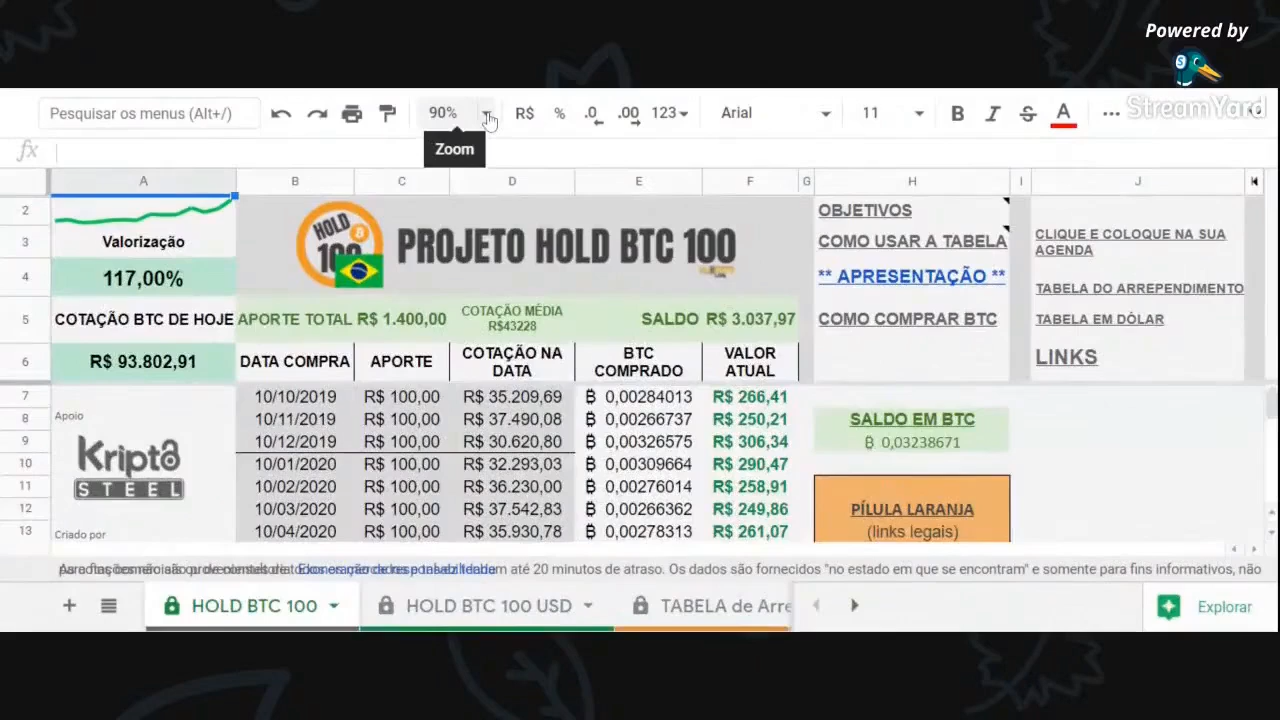 Powered by
StreamYard
Pesquisar os menus (Alt+/)
90%
R$ % .0 .00 123
Arial
11
B I S A ...
Zoom
fx
A B C D E F G H I J
2
HOLD
100
PROJETO HOLD BTC 100
OBJETIVOS
CLIQUE E COLOQUE NA SUA
AGENDA
3 Valorização
COMO USAR A TABELA
4 117,00%
** APRESENTAÇÃO **
TABELA DO ARREPENDIMENTO
5 COTAÇÃO BTC DE HOJE APORTE TOTAL R$ 1.400,00
COTAÇÃO MÉDIA
R$43228
SALDO R$ 3.037,97
COMO COMPRAR BTC
TABELA EM DÓLAR
6 R$ 93.802,91
DATA COMPRA
APORTE
COTAÇÃO NA
DATA
BTC
COMPRADO
VALOR
ATUAL
LINKS
7 10/10/2019 R$ 100,00 R$ 35.209,69 ₿ 0,00284013 R$ 266,41
8 10/11/2019 R$ 100,00 R$ 37.490,08 ₿ 0,00266737 R$ 250,21
9 10/12/2019 R$ 100,00 R$ 30.620,80 ₿ 0,00326575 R$ 306,34
10 10/01/2020 R$ 100,00 R$ 32.293,03 ₿ 0,00309664 R$ 290,47
11 10/02/2020 R$ 100,00 R$ 36.230,00 ₿ 0,00276014 R$ 258,91
12 10/03/2020 R$ 100,00 R$ 37.542,83 ₿ 0,00266362 R$ 249,86
13 10/04/2020 R$ 100,00 R$ 35.930,78 ₿ 0,00278313 R$ 261,07
Apoio
Kripto
STEEL
Criado por
SALDO EM BTC
₿ 0,03238671
PÍLULA LARANJA
(links legais)
até 20 minutos de atraso. Os dados são fornecidos "no estado em que se encontram" e somente para fins informativos, não
HOLD BTC 100
HOLD BTC 100 USD
TABELA de Arre
Explorar